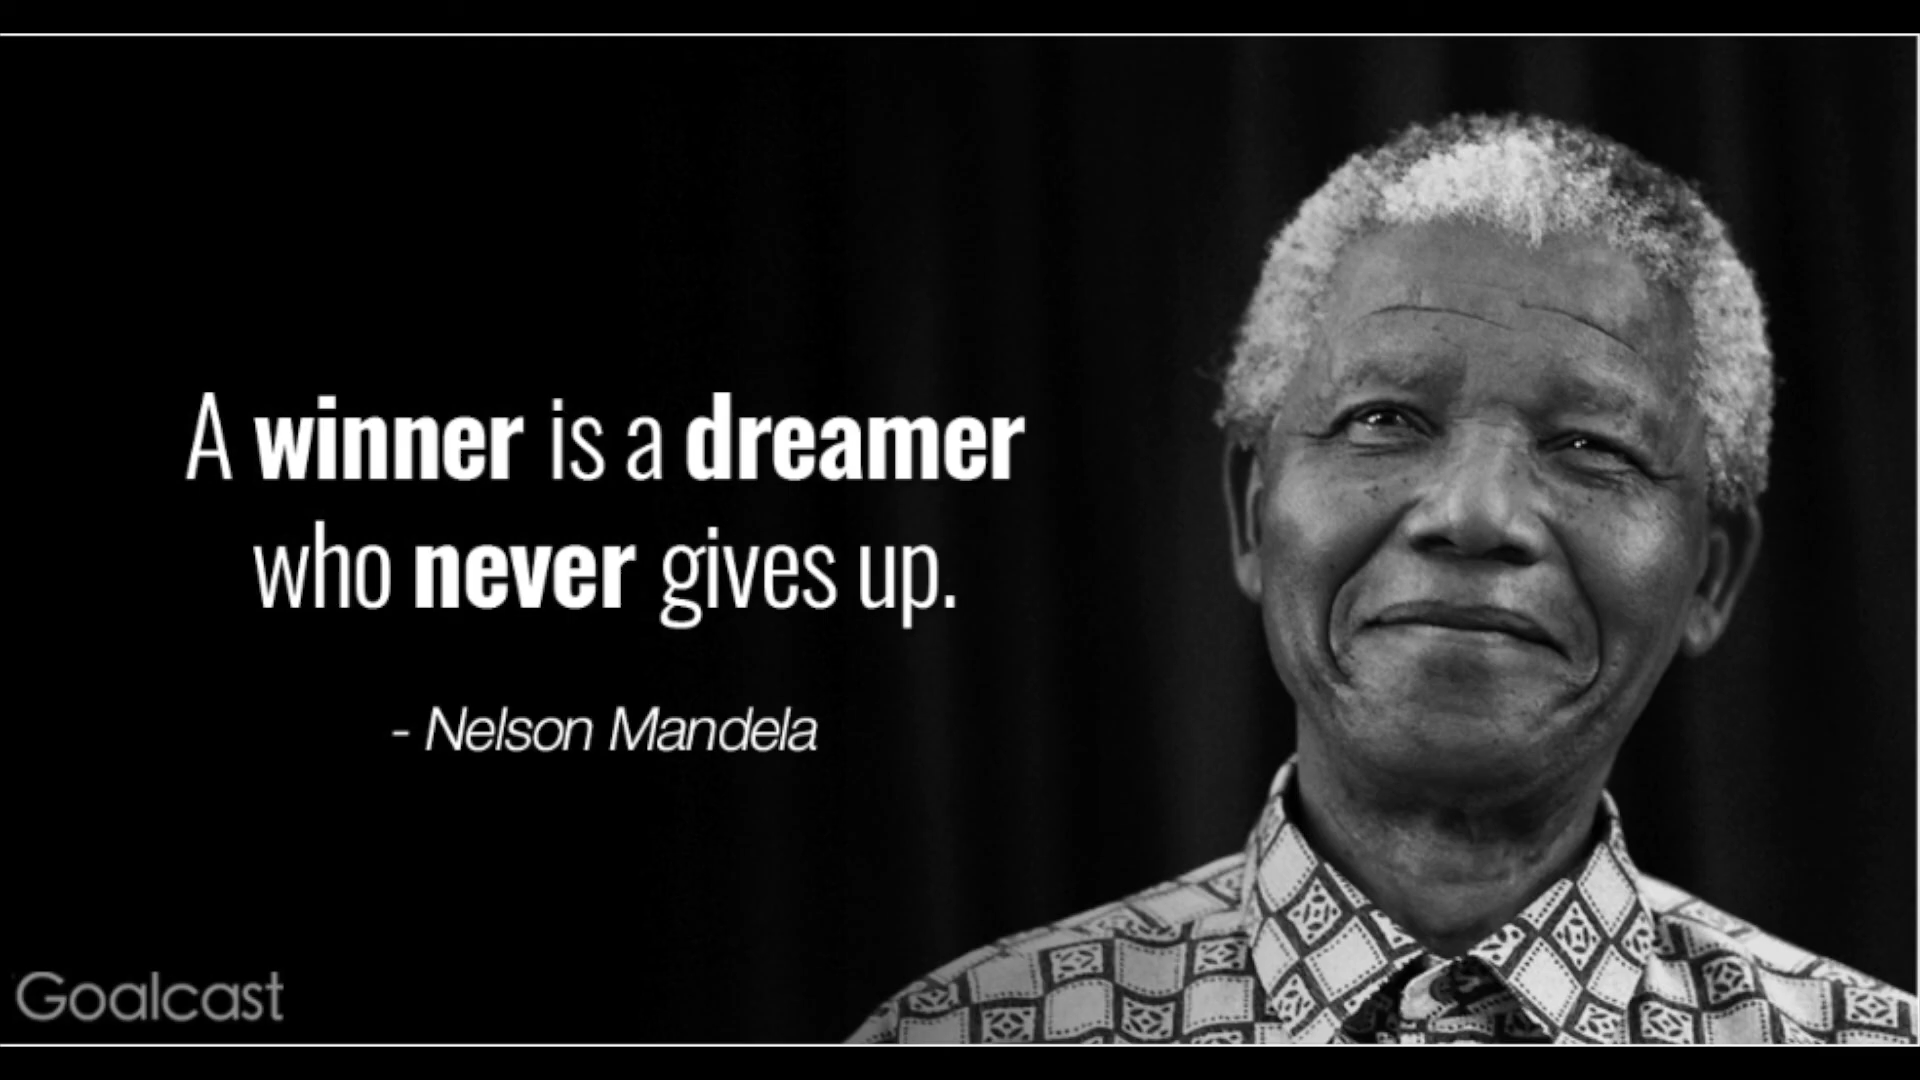 A winner is a dreamer
who never gives up.
- Nelson Mandela
Goalcast